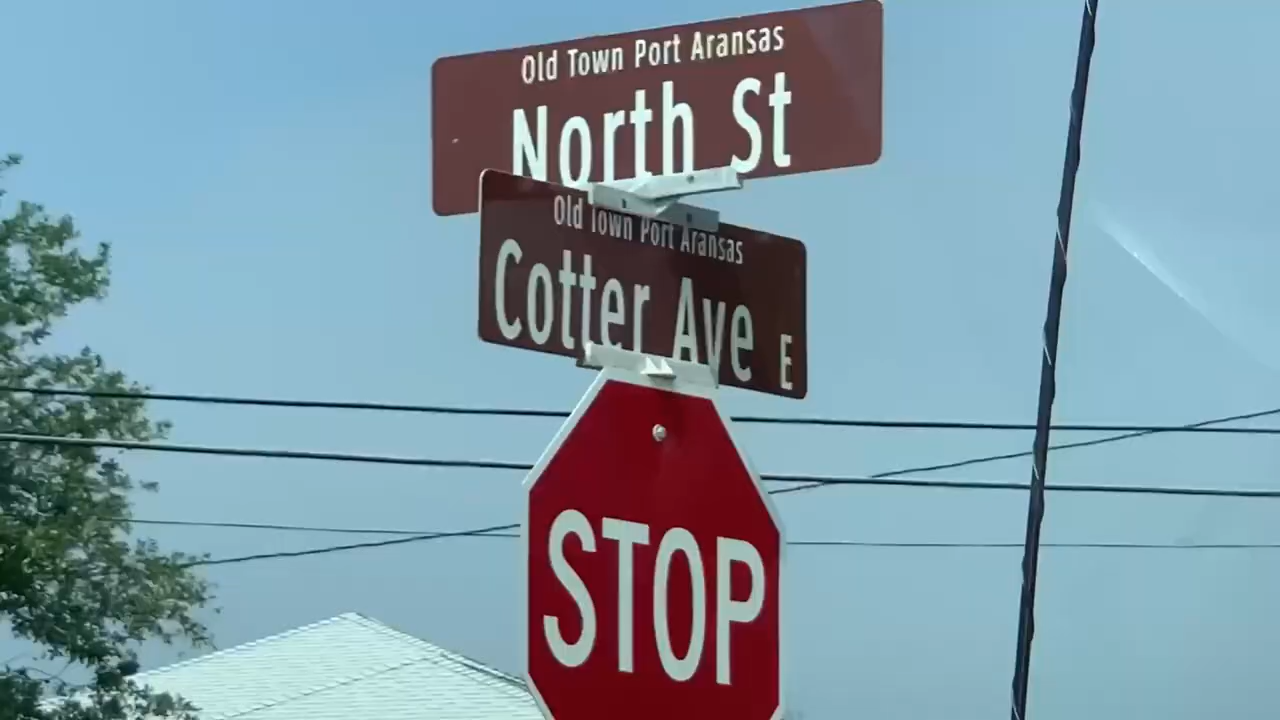 Old Town Port Aransas
North St
Old Town Port Aransas
Cotter Ave E
STOP